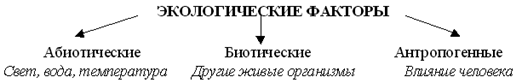 ЭКОЛОГИЧЕСКИЕ ФАКТОРЫ
Абиотические Биотические Антропогенные
Свет, вода, температура Другие живые организмы Влияние человека